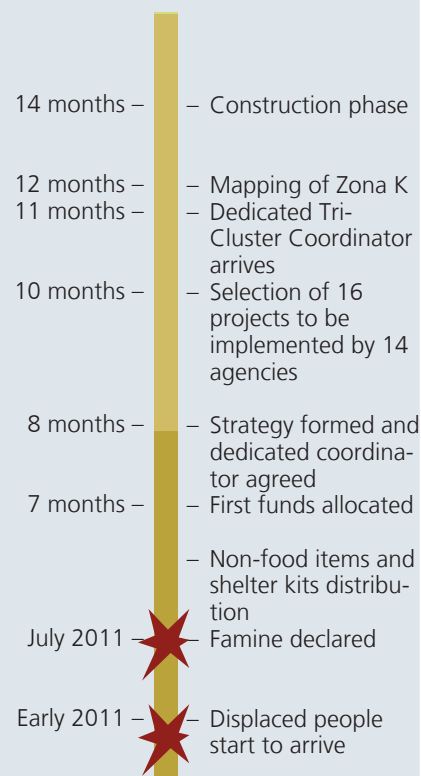 14 months – – Construction phase
12 months – – Mapping of Zona K
11 months – – Dedicated Tri-
Cluster Coordinator
arrives
10 months – – Selection of 16
projects to be
implemented by 14
agencies
8 months – – Strategy formed and
dedicated coordina-
tor agreed
7 months – – First funds allocated
– Non-food items and
shelter kits distribu-
tion
July 2011 – – Famine declared
Early 2011 – – Displaced people
start to arrive